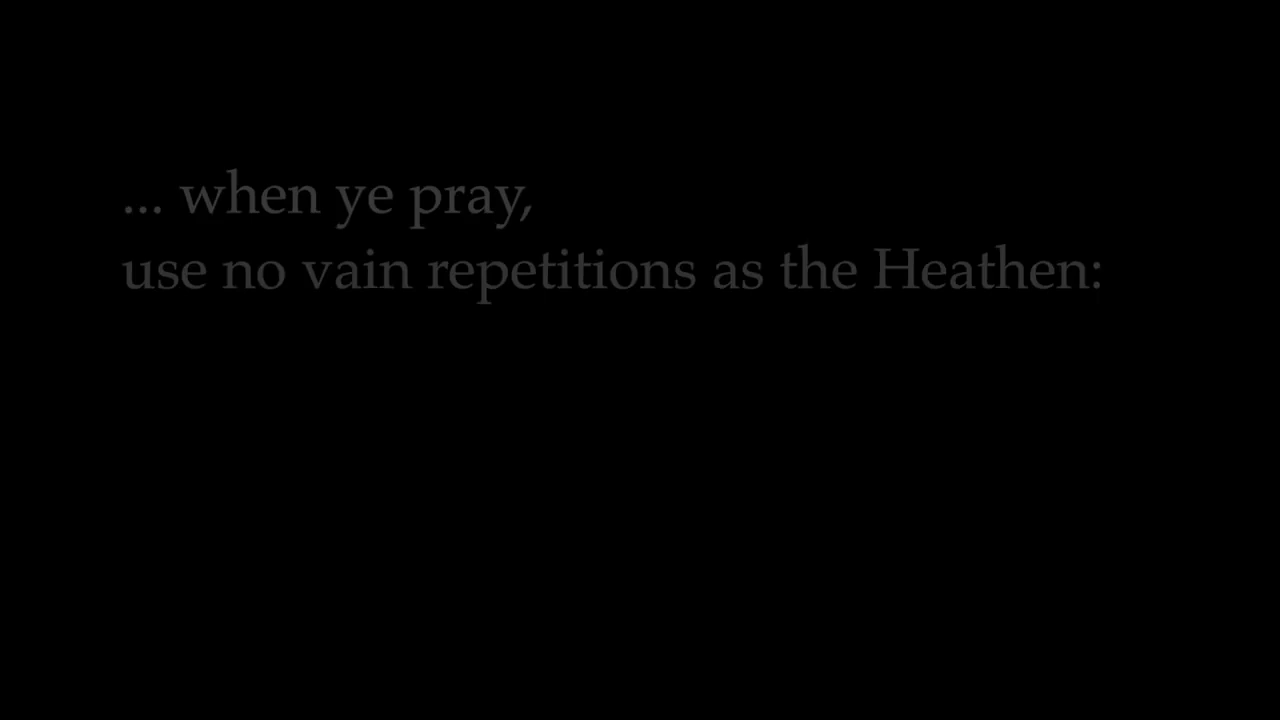 ... when ye pray,
use no vain repetitions as the Heathen: